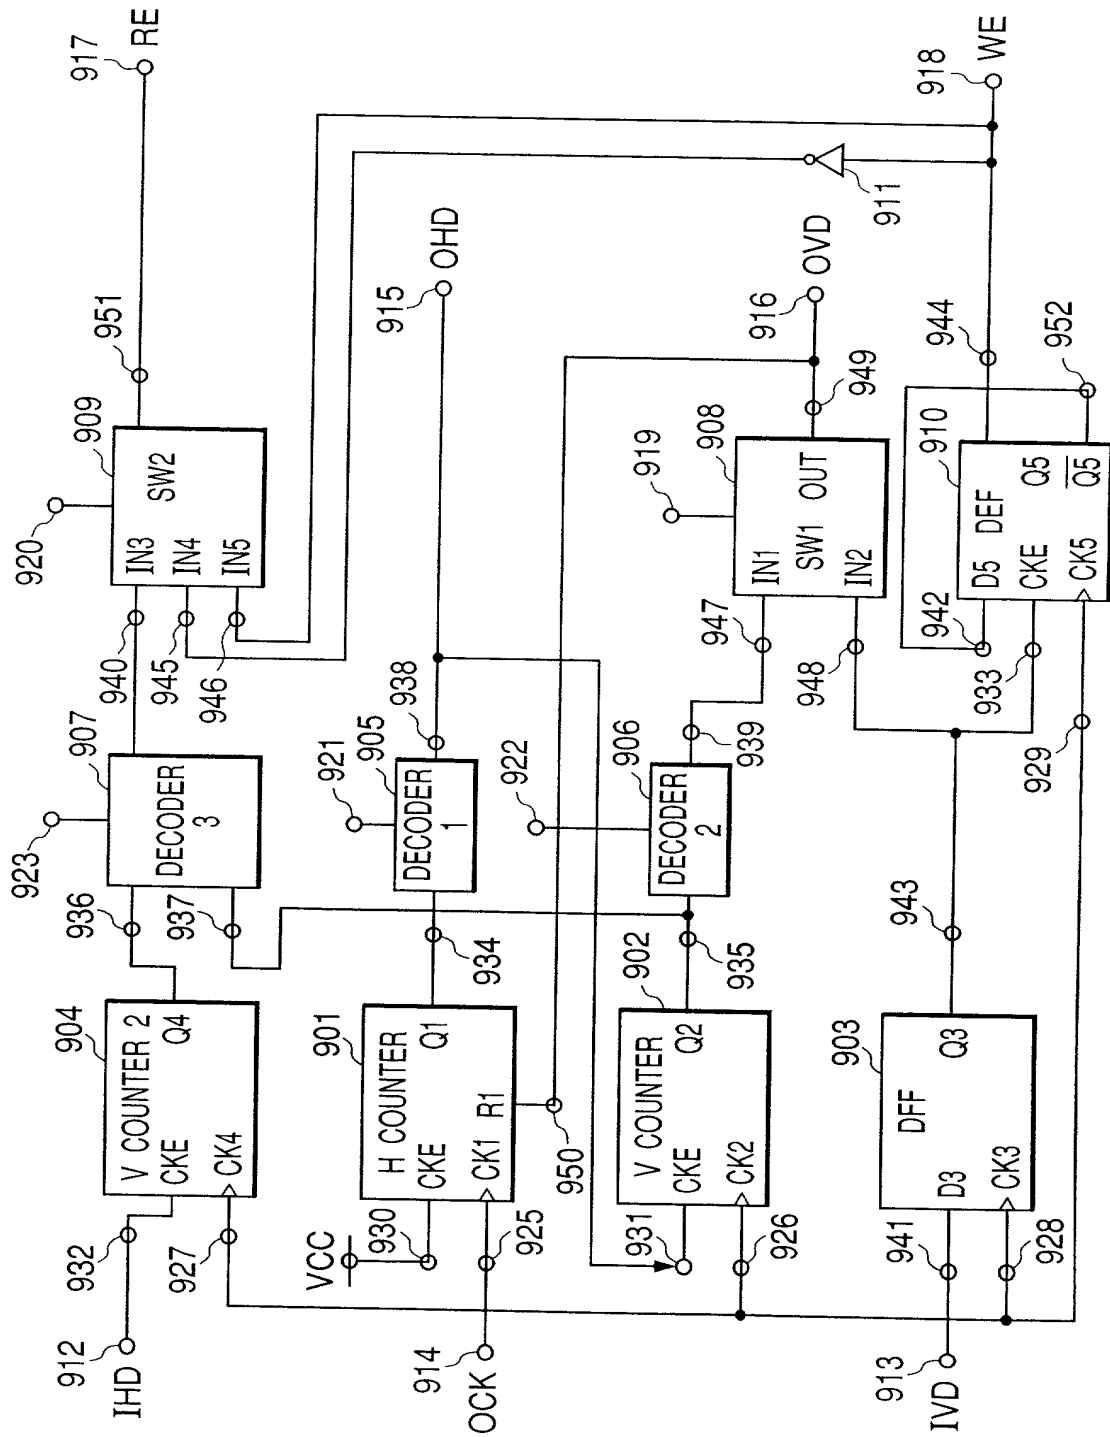 IHD
912
932
927
904
V COUNTER 2
CKE
Q4
CK4
936
937
923
907
DECODER
3
940
945
946
920
909
IN3
SW2
IN4
IN5
951
917
RE
VCC
930
914
OCK
925
901
H COUNTER
CKE
Q1
CK1
R1
950
934
921
905
DECODER
1
938
915
OHD
931
926
902
V COUNTER
CKE
Q2
CK2
935
922
906
DECODER
2
939
947
948
919
908
IN1
SW1
OUT
IN2
949
916
OVD
911
913
IVD
941
928
903
DFF
D3
Q3
CK3
943
929
942
933
910
D5
DEF
CKE
Q5
CK5
Q5
944
952
918
WE